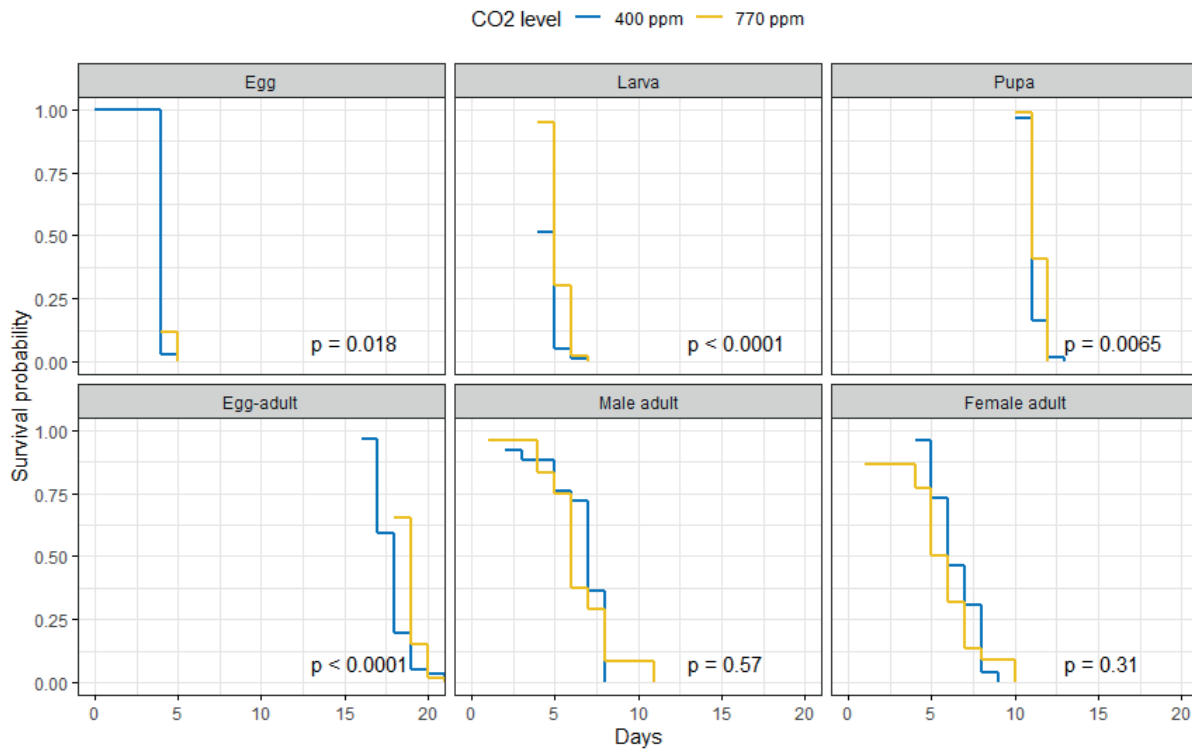 CO2 level 400 ppm 770 ppm
Egg Larva Pupa
1.00
0.75
0.50
0.25
0.00
p = 0.018 p < 0.0001 p = 0.0065
Survival probability
Egg-adult Male adult Female adult
1.00
0.75
0.50
0.25
0.00
p < 0.0001 p = 0.57 p = 0.31
0 5 10 15 20 0 5 10 15 20 0 5 10 15 20
Days